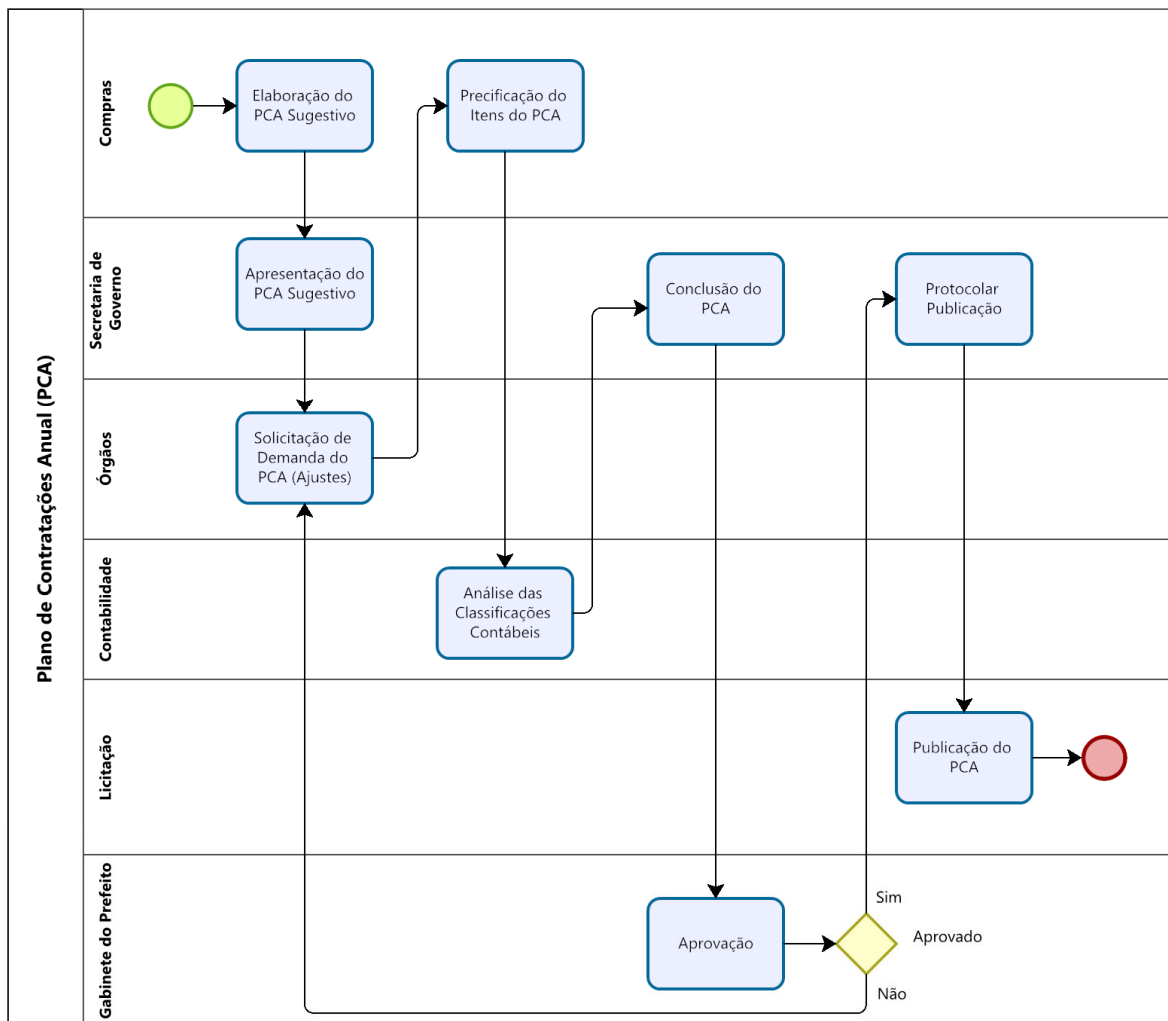 Plano de Contratações Anual (PCA)
Compras
Elaboração do
PCA Sugestivo
Precificação do
Itens do PCA
Secretaria de
Governo
Apresentação do
PCA Sugestivo
Conclusão do
PCA
Protocolar
Publicação
Órgãos
Solicitação de
Demanda do
PCA (Ajustes)
Contabilidade
Análise das
Classificações
Contábeis
Licitação
Publicação do
PCA
Gabinete do Prefeito
Aprovação
Sim
Aprovado
Não